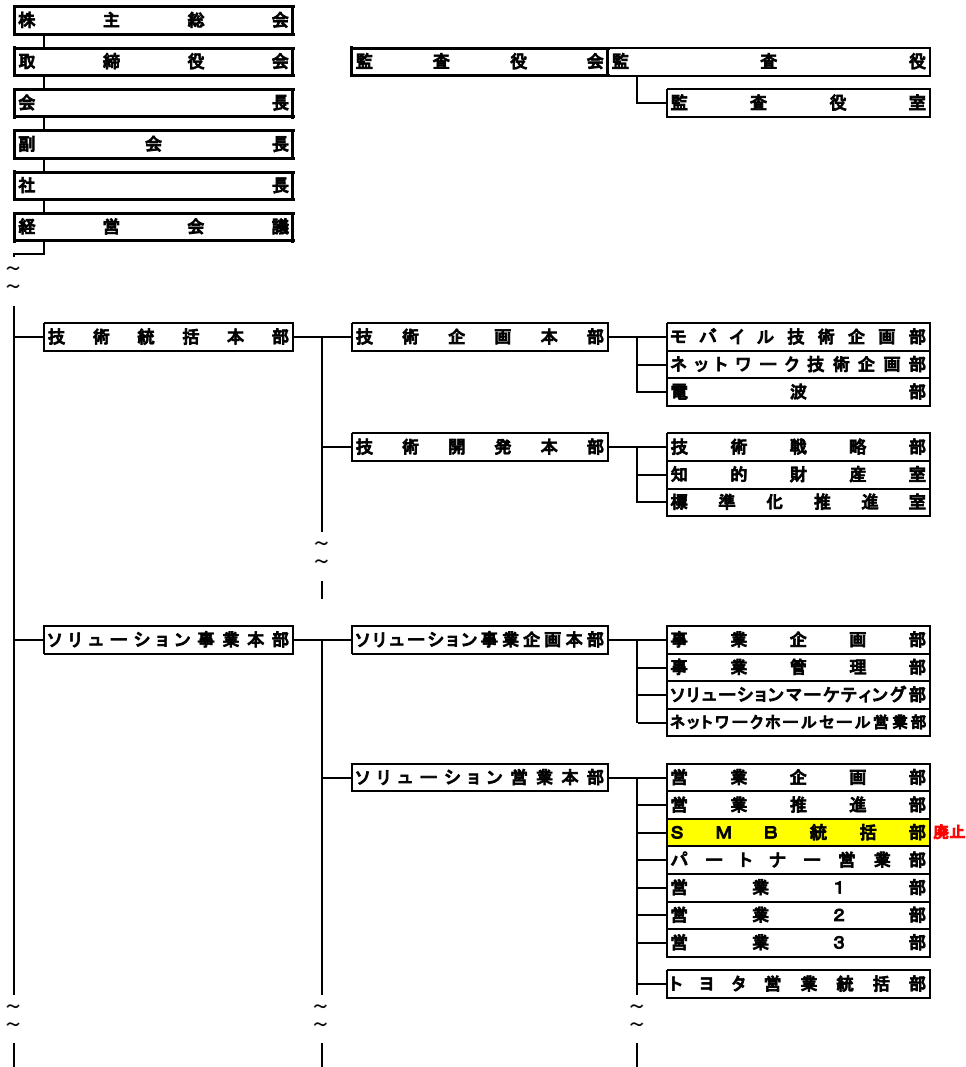 株主総会
取締役会
監査役会
監査役
会長
監査役室
副会長
社長
経営会議
～
～
技術統括本部
技術企画本部
モバイル技術企画部
ネットワーク技術企画部
電波部
技術開発本部
技術戦略部
知的財産室
標準化推進室
～
～
ソリューション事業本部
ソリューション事業企画本部
事業企画部
事業管理部
ソリューションマーケティング部
ネットワークホールセール営業部
ソリューション営業本部
営業企画部
営業推進部
ＳＭＢ統括部 廃止
パートナー営業部
営業１部
営業２部
営業３部
トヨタ営業統括部
～ ～ ～
～ ～ ～